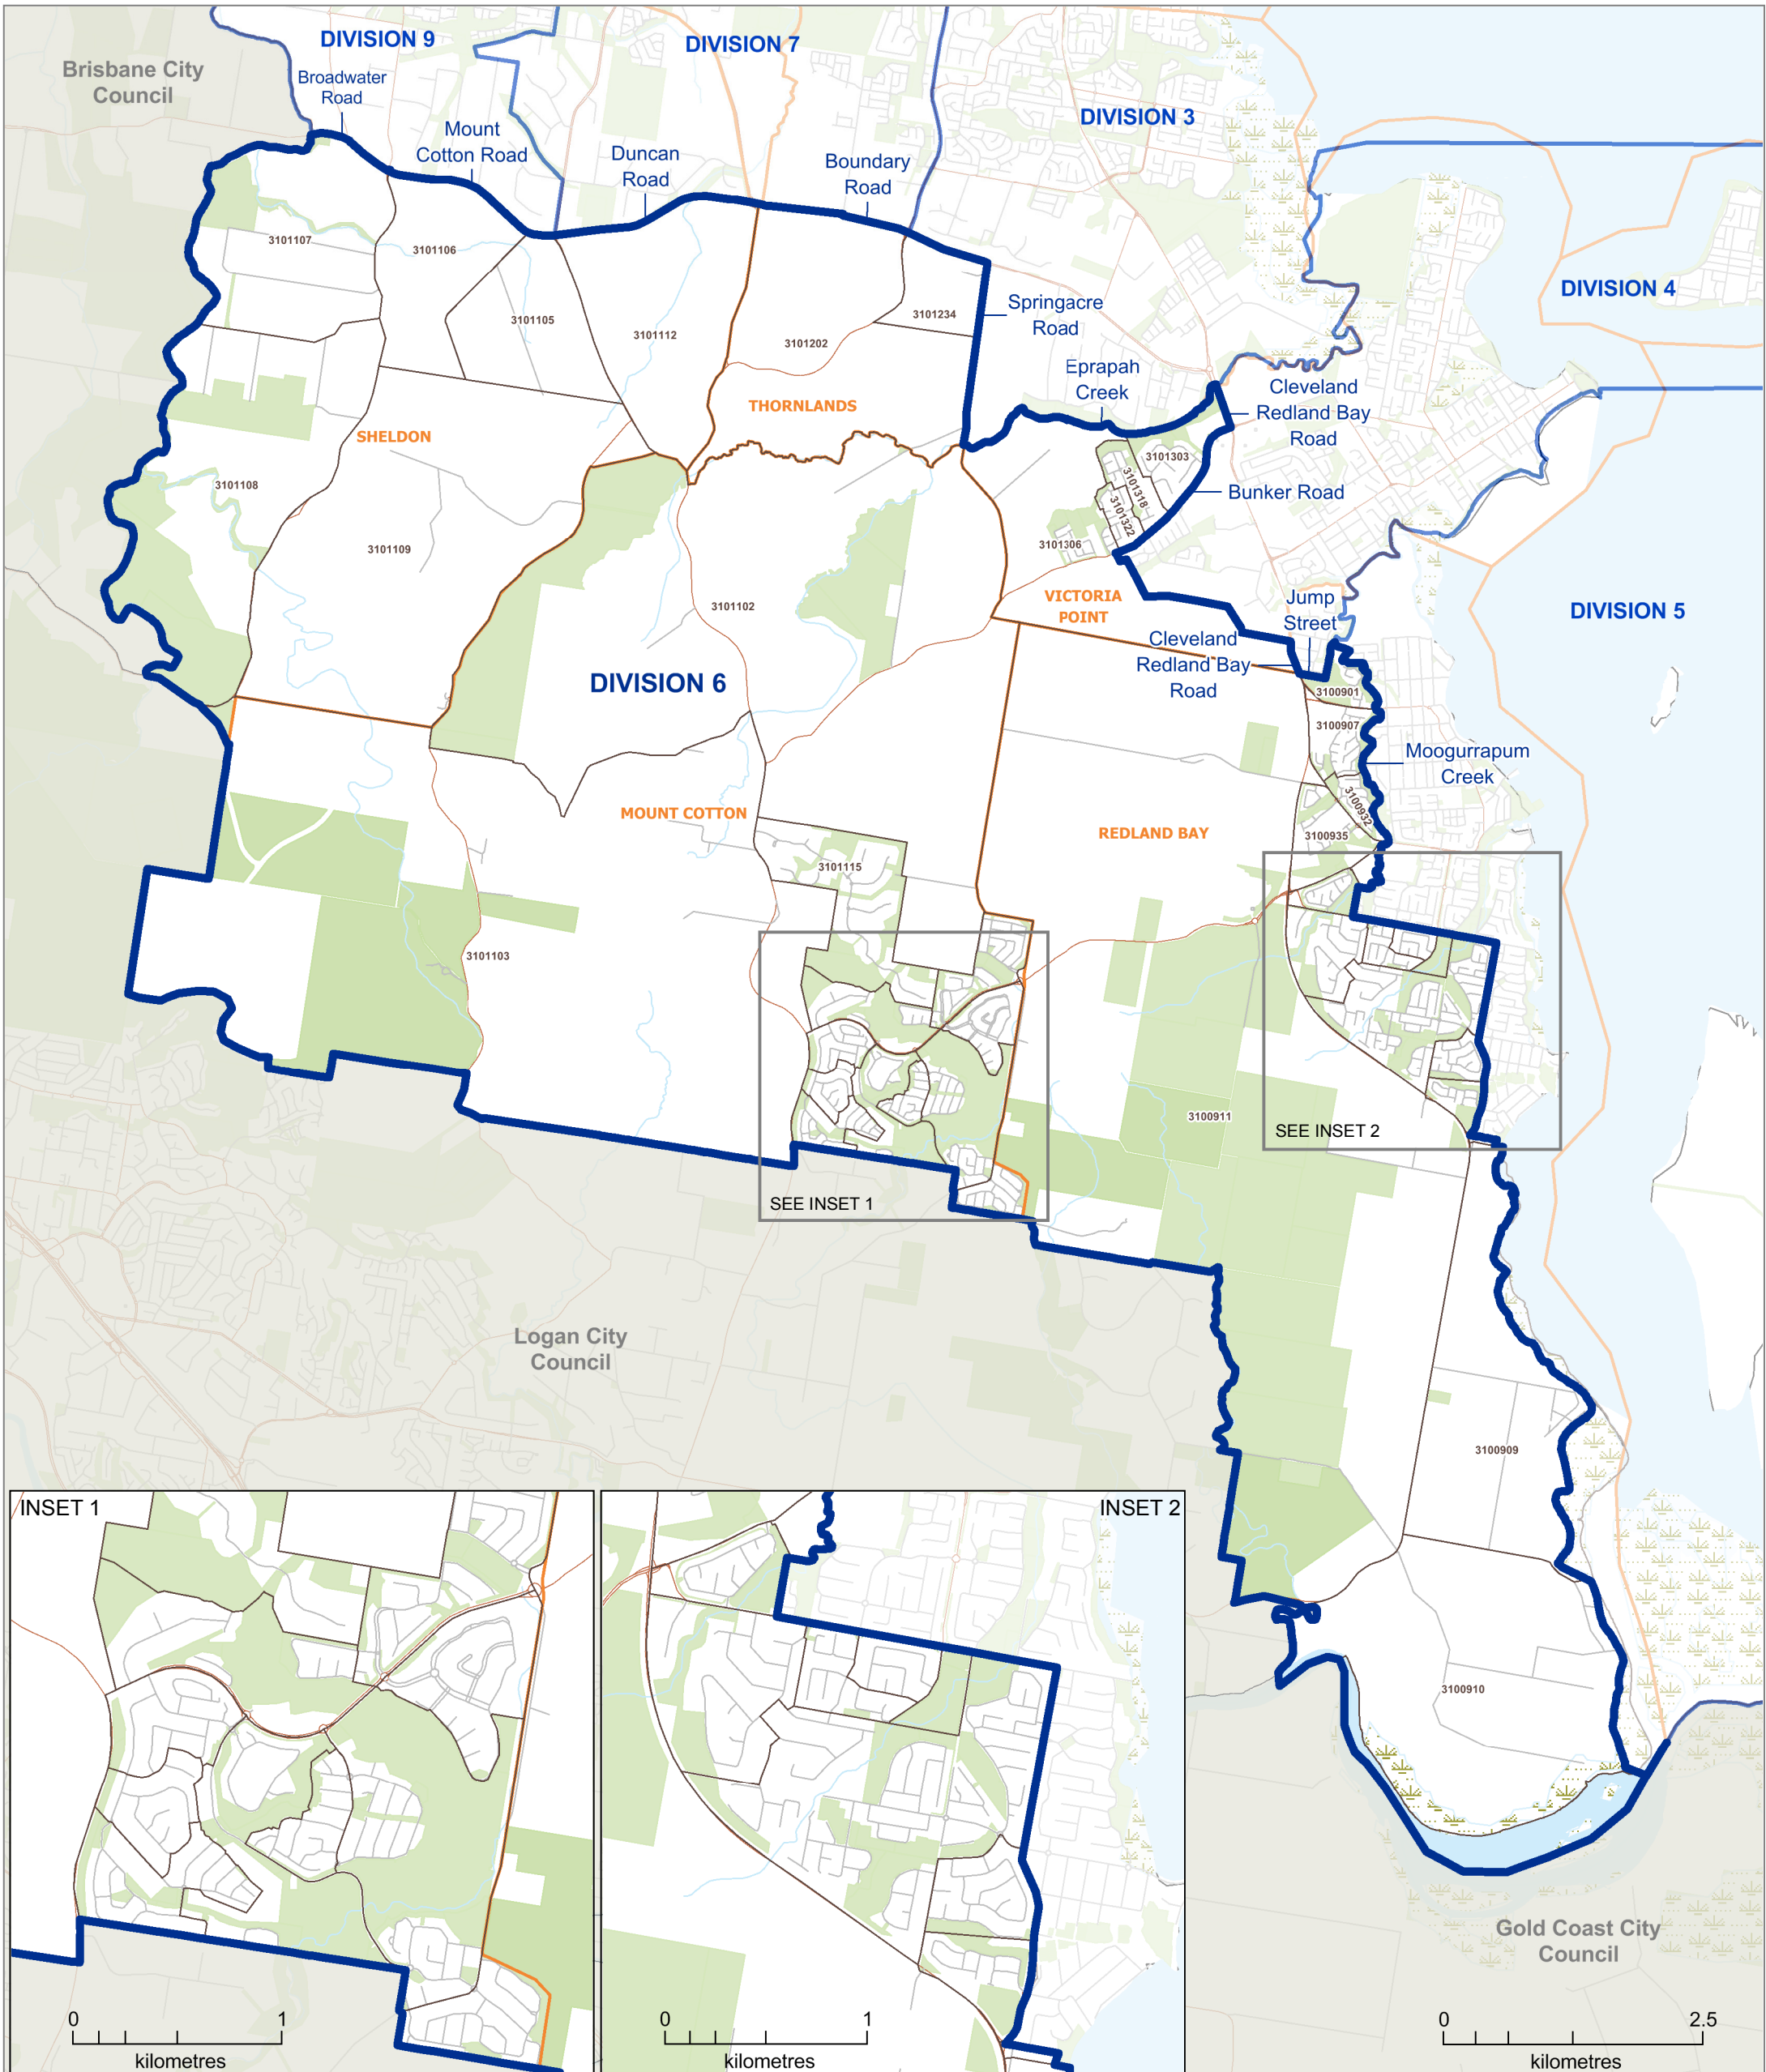 DIVISION 9
DIVISION 7
Brisbane City
Council
Broadwater
Road
DIVISION 3
Mount
Cotton Road
Duncan
Road
Boundary
Road
3101107
3101106
DIVISION 4
Springacre
Road
3101105
3101234
3101112
3101202
Eprapah
Creek
Cleveland
Redland Bay
Road
THORNLANDS
SHELDON
3101303
3101108
3101318
Bunker Road
3101322
3101109
3101306
VICTORIA
POINT
Jump
Street
3101102
DIVISION 5
Cleveland
Redland Bay
Road
DIVISION 6
3100901
3100907
Moogurrapum
Creek
3100932
MOUNT COTTON
REDLAND BAY
3100935
3101115
3101103
3100911
SEE INSET 2
SEE INSET 1
Logan City
Council
3100909
INSET 1
INSET 2
3100910
Gold Coast City
Council
0 1
kilometres
0 1
kilometres
0 2.5
kilometres